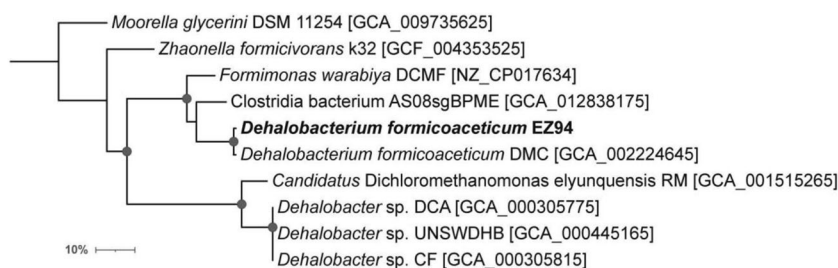 Moorella glycerini DSM 11254 [GCA_009735625]
Zhaonella formicivorans k32 [GCF_004353525]
Formimonas warabiya DCMF [NZ_CP017634]
Clostridia bacterium AS08sgBPME [GCA_012838175]
Dehalobacterium formicoaceticum EZ94
Dehalobacterium formicoaceticum DMC [GCA_002224645]
Candidatus Dichloromethanomonas elyunquensis RM [GCA_001515265]
Dehalobacter sp. DCA [GCA_000305775]
Dehalobacter sp. UNSWDHB [GCA_000445165]
Dehalobacter sp. CF [GCA_000305815]
10%